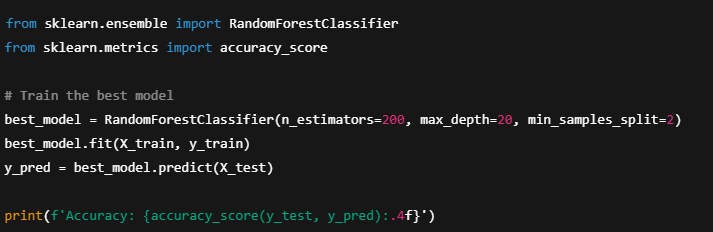 from sklearn.ensemble import RandomForestClassifier
from sklearn.metrics import accuracy_score
# Train the best model
best_model = RandomForestClassifier(n_estimators=200, max_depth=20, min_samples_split=2)
best_model.fit(X_train, y_train)
y_pred = best_model.predict(X_test)
print(f'Accuracy: {accuracy_score(y_test, y_pred):.4f}')